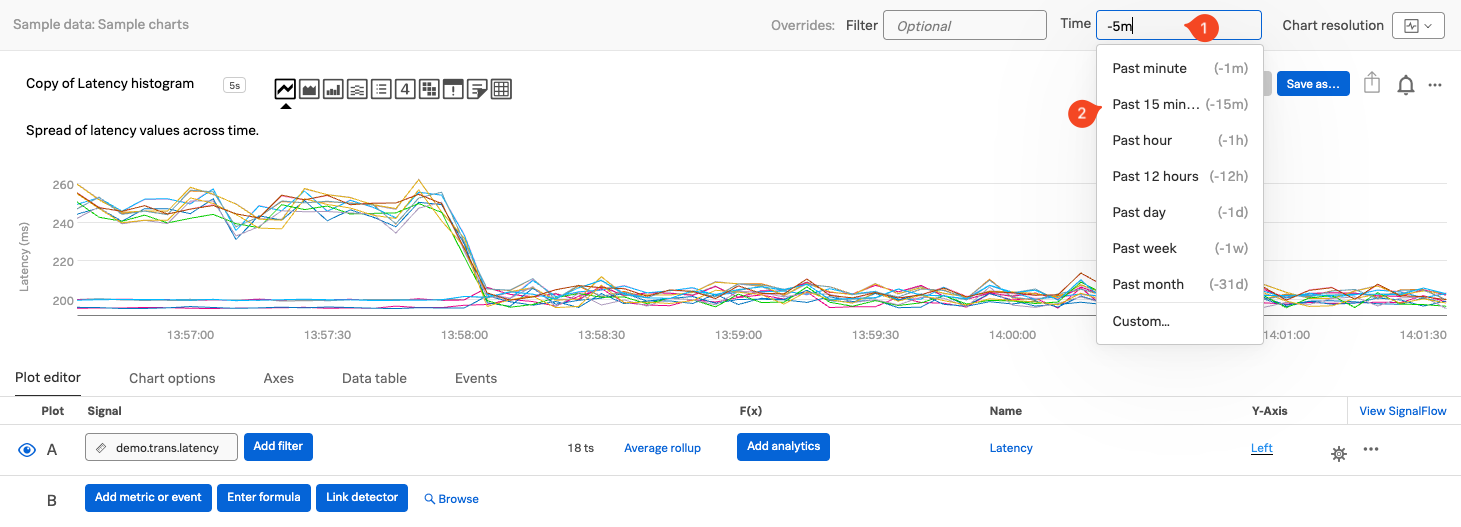 Sample data: Sample charts
Overrides: Filter Optional Time -5m 1 Chart resolution
Copy of Latency histogram 5s 4 Save as...
Spread of latency values across time.
Past minute (-1m)
2 Past 15 min... (-15m)
Past hour (-1h)
Past 12 hours (-12h)
Past day (-1d)
Past week (-1w)
Past month (-31d)
Custom...
Latency (ms)
260
240
220
200
13:57:00 13:57:30 13:58:00 13:58:30 13:59:00 13:59:30 14:00:00 14:01:00 14:01:30
Plot editor Chart options Axes Data table Events
Plot Signal F(x) Name Y-Axis View SignalFlow
A demo.trans.latency Add filter 18 ts Average rollup Add analytics Latency Left
B Add metric or event Enter formula Link detector Browse